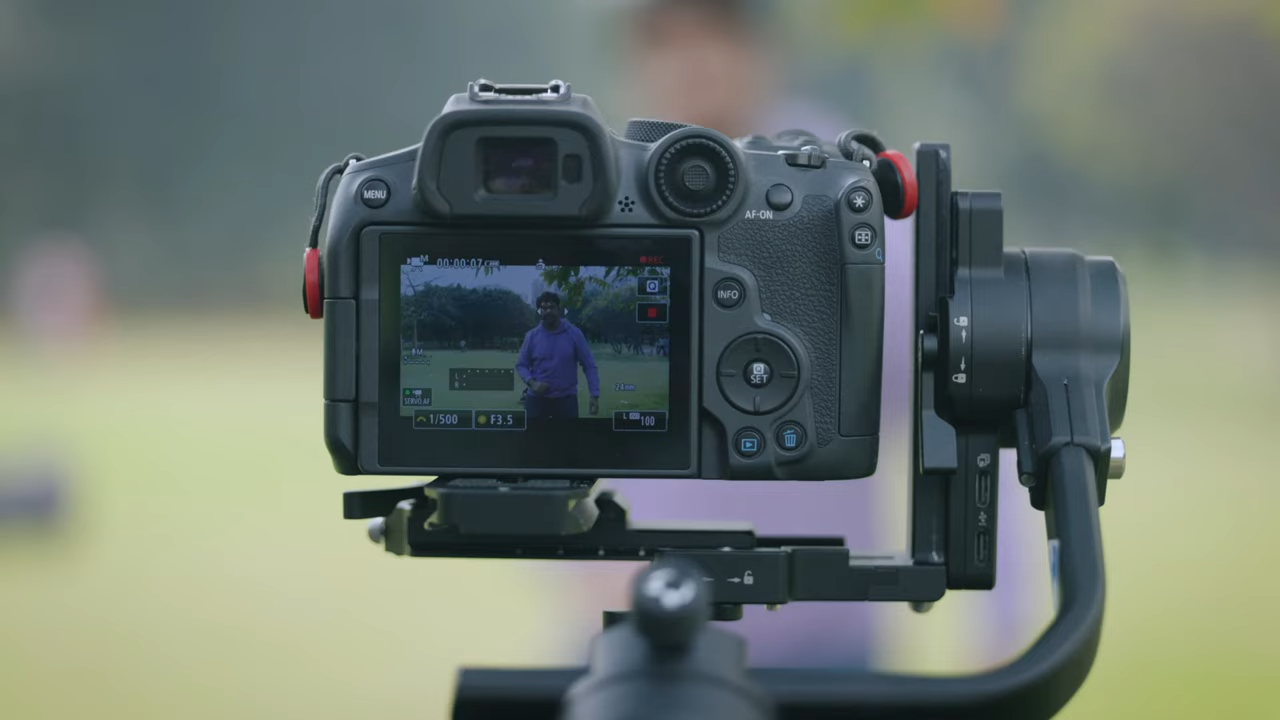 MENU
AF-ON
M 00:00:07
REC
INFO
SERVO AF
24mm
1/500
F3.5
L
100
Q
SET
L
R